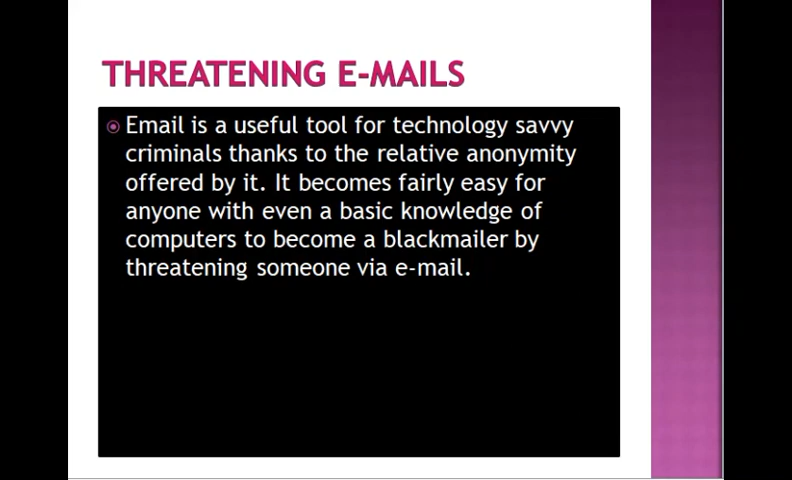 THREATENING E-MAILS
Email is a useful tool for technology savvy
criminals thanks to the relative anonymity
offered by it. It becomes fairly easy for
anyone with even a basic knowledge of
computers to become a blackmailer by
threatening someone via e-mail.